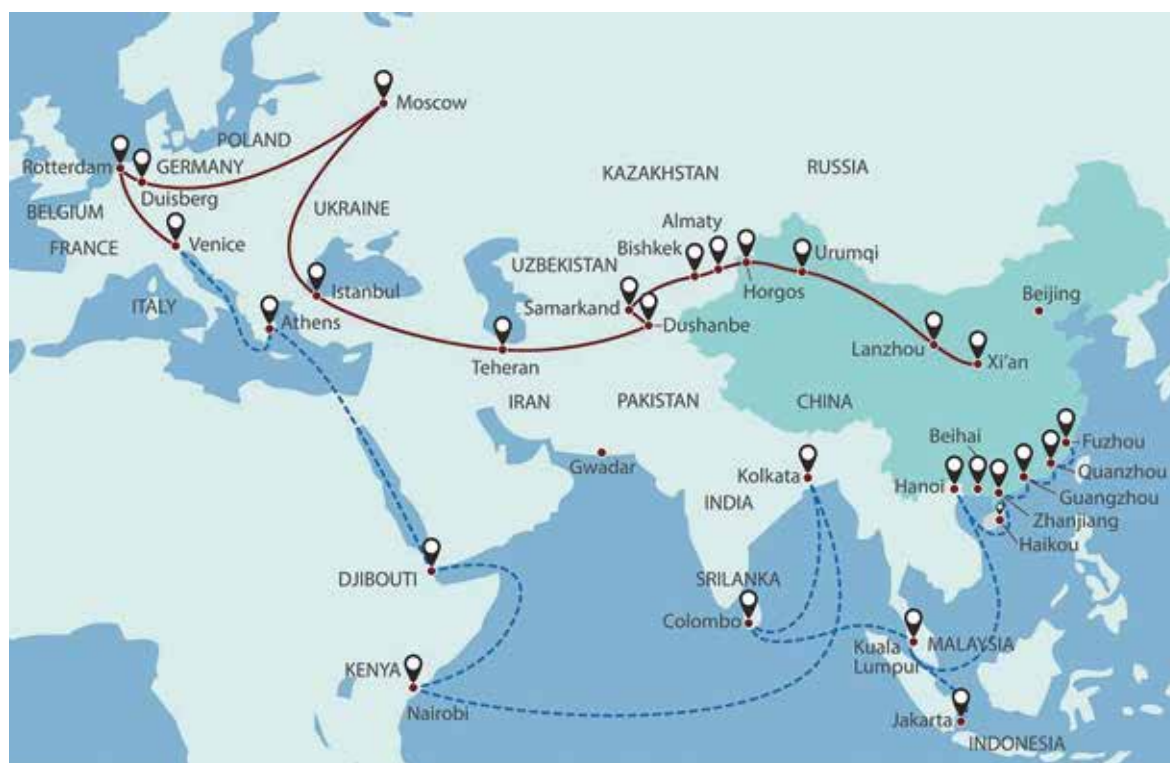 Moscow
POLAND
Rotterdam
GERMANY
Duisberg
KAZAKHSTAN
RUSSIA
BELGIUM
UKRAINE
Almaty
FRANCE
Venice
Bishkek
Urumqi
UZBEKISTAN
Horgos
Istanbul
Beijing
ITALY
Samarkand
Athens
Dushanbe
Lanzhou
Xi'an
Teheran
IRAN
PAKISTAN
CHINA
Beihai
Fuzhou
Gwadar
Kolkata
Quanzhou
Hanoi
Guangzhou
INDIA
Zhanjiang
Haikou
DJIBOUTI
SRILANKA
Colombo
Kuala
Lumpur
MALAYSIA
KENYA
Nairobi
Jakarta
INDONESIA